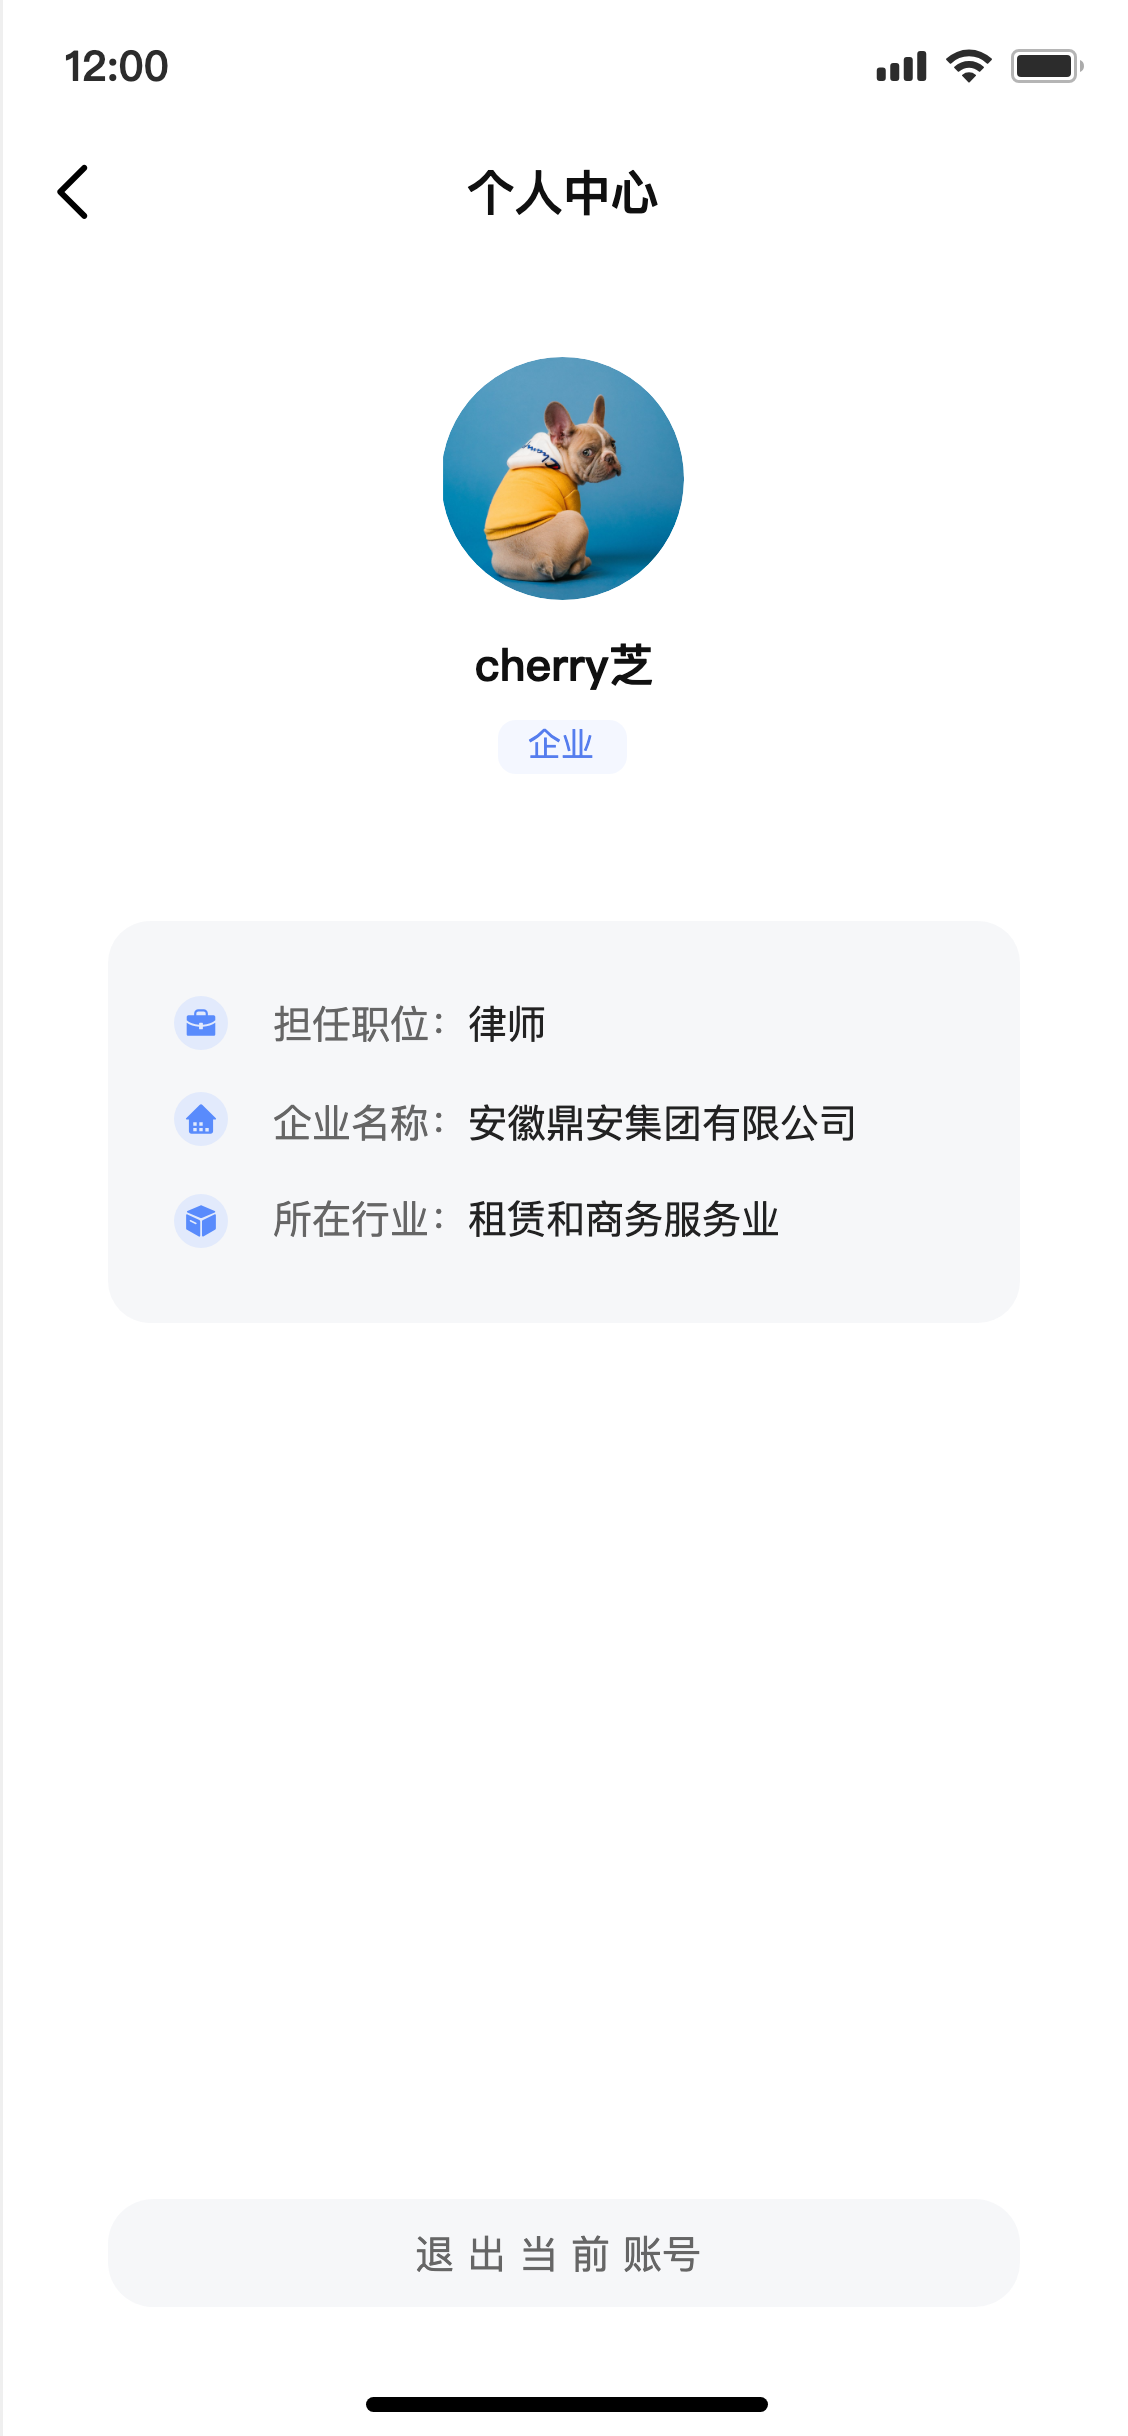 12:00
个人中心
cherry芝
企业
担任职位：律师
企业名称：安徽鼎安集团有限公司
所在行业：租赁和商务服务业
退 出 当 前 账号